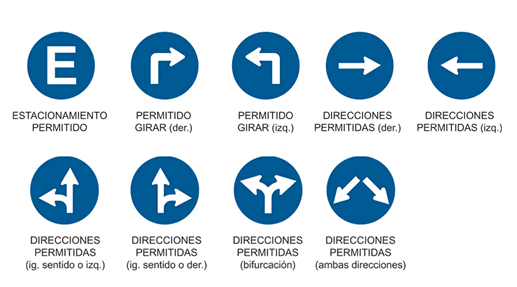 E
ESTACIONAMIENTO
PERMITIDO
PERMITIDO
GIRAR (der.)
PERMITIDO
GIRAR (izq.)
DIRECCIONES
PERMITIDAS (der.)
DIRECCIONES
PERMITIDAS (izq.)
DIRECCIONES
PERMITIDAS
(ig. sentido o izq.)
DIRECCIONES
PERMITIDAS
(ig. sentido o der.)
DIRECCIONES
PERMITIDAS
(bifurcación)
DIRECCIONES
PERMITIDAS
(ambas direcciones)